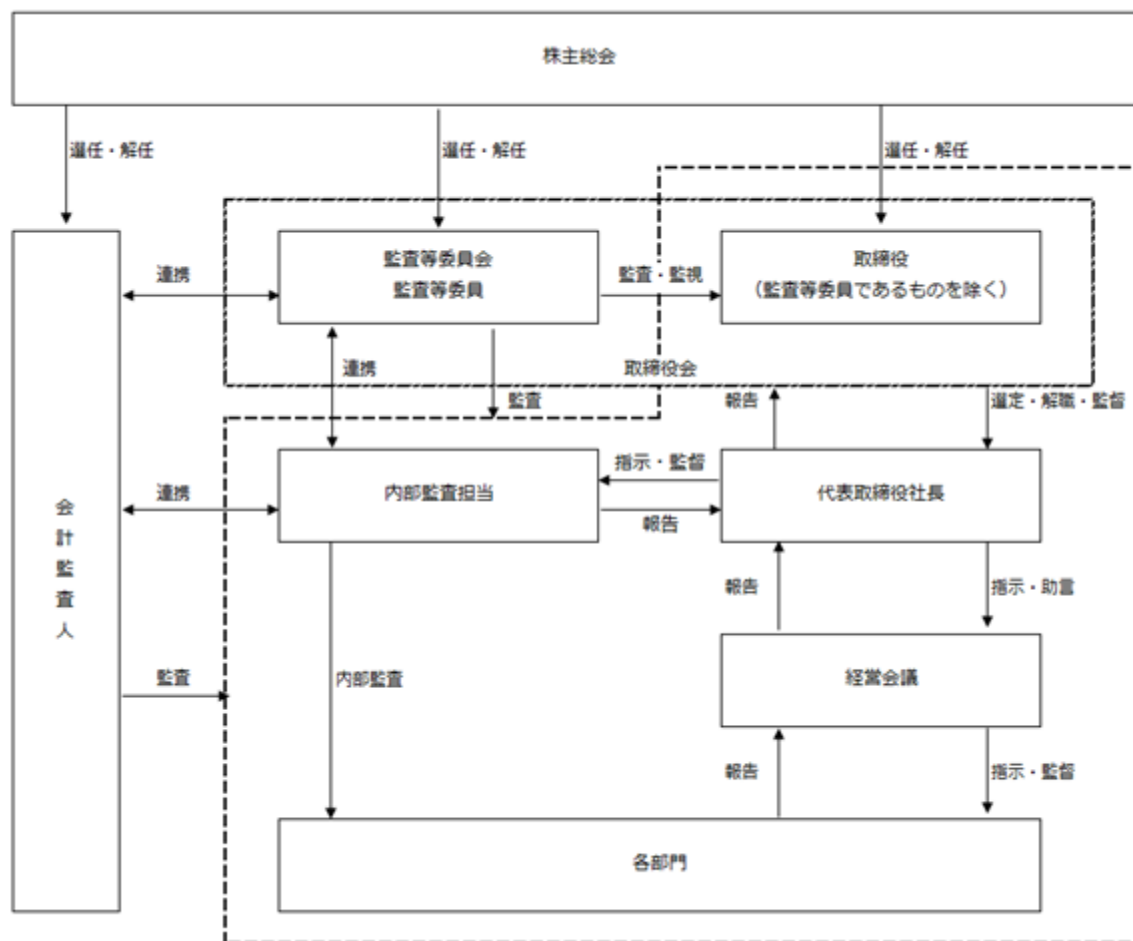 株主総会
選任・解任
選任・解任
選任・解任
監査等委員会
監査等委員
取締役
（監査等委員であるものを除く）
連携
監査・監視
連携
取締役会
監査
報告
選定・解職・監督
指示・監督
連携
内部監査担当
代表取締役社長
報告
会計監査人
報告
指示・助言
監査
内部監査
経営会議
報告
指示・監督
各部門